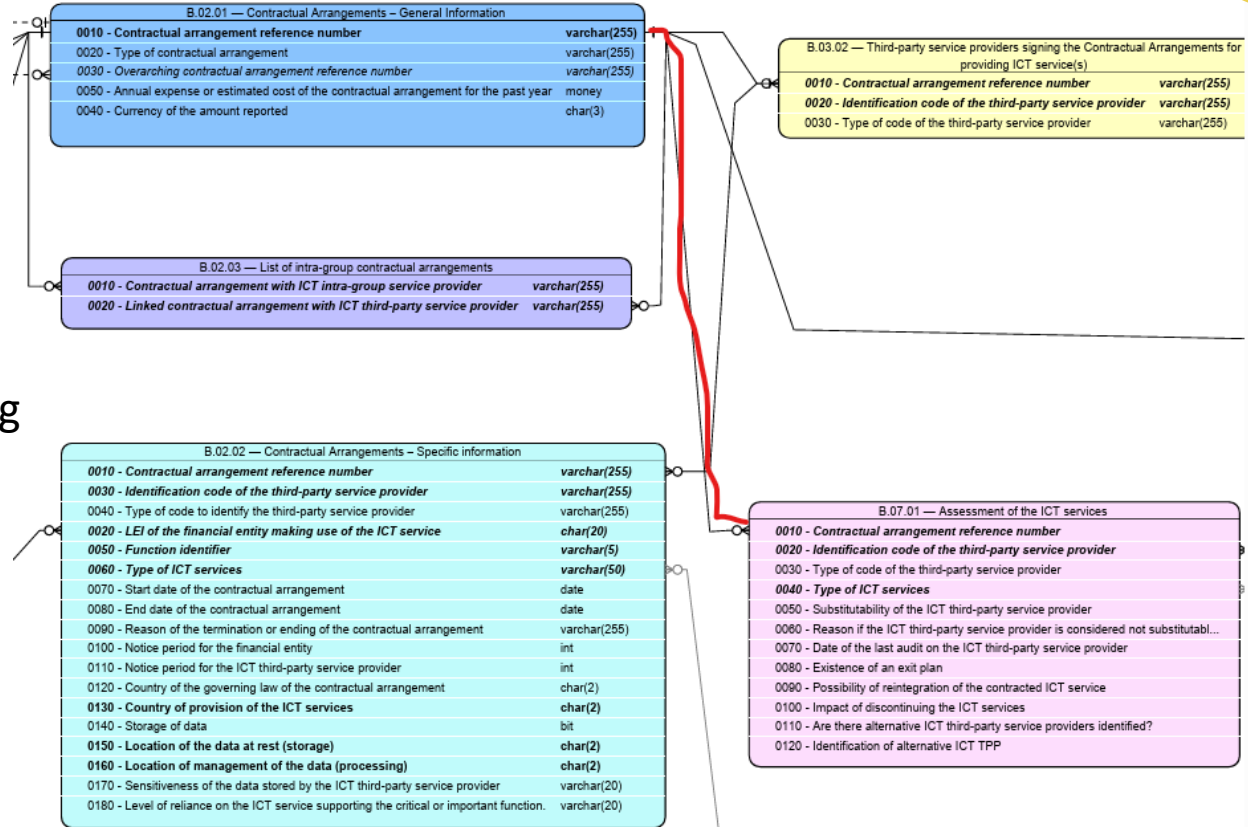 B.02.01 — Contractual Arrangements – General Information
0010 - Contractual arrangement reference number varchar(255)
0020 - Type of contractual arrangement varchar(255)
0030 - Overarching contractual arrangement reference number varchar(255)
0050 - Annual expense or estimated cost of the contractual arrangement for the past year money
0040 - Currency of the amount reported char(3)
B.03.02 — Third-party service providers signing the Contractual Arrangements for
providing ICT service(s)
0010 - Contractual arrangement reference number varchar(255)
0020 - Identification code of the third-party service provider varchar(255)
0030 - Type of code of the third-party service provider varchar(255)
B.02.03 — List of intra-group contractual arrangements
0010 - Contractual arrangement with ICT intra-group service provider varchar(255)
0020 - Linked contractual arrangement with ICT third-party service provider varchar(255)
g
B.02.02 — Contractual Arrangements – Specific information
0010 - Contractual arrangement reference number varchar(255)
0030 - Identification code of the third-party service provider varchar(255)
0040 - Type of code to identify the third-party service provider varchar(255)
0020 - LEI of the financial entity making use of the ICT service char(20)
0050 - Function identifier varchar(5)
0060 - Type of ICT services varchar(50)
0070 - Start date of the contractual arrangement date
0080 - End date of the contractual arrangement date
0090 - Reason of the termination or ending of the contractual arrangement varchar(255)
0100 - Notice period for the financial entity int
0110 - Notice period for the ICT third-party service provider int
0120 - Country of the governing law of the contractual arrangement char(2)
0130 - Country of provision of the ICT services char(2)
0140 - Storage of data bit
0150 - Location of the data at rest (storage) char(2)
0160 - Location of management of the data (processing) char(2)
0170 - Sensitiveness of the data stored by the ICT third-party service provider varchar(20)
0180 - Level of reliance on the ICT service supporting the critical or important function. varchar(20)
B.07.01 — Assessment of the ICT services
0010 - Contractual arrangement reference number
0020 - Identification code of the third-party service provider
0030 - Type of code of the third-party service provider
0040 - Type of ICT services
0050 - Substitutability of the ICT third-party service provider
0060 - Reason if the ICT third-party service provider is considered not substitutabl...
0070 - Date of the last audit on the ICT third-party service provider
0080 - Existence of an exit plan
0090 - Possibility of reintegration of the contracted ICT service
0100 - Impact of discontinuing the ICT services
0110 - Are there alternative ICT third-party service providers identified?
0120 - Identification of alternative ICT TPP